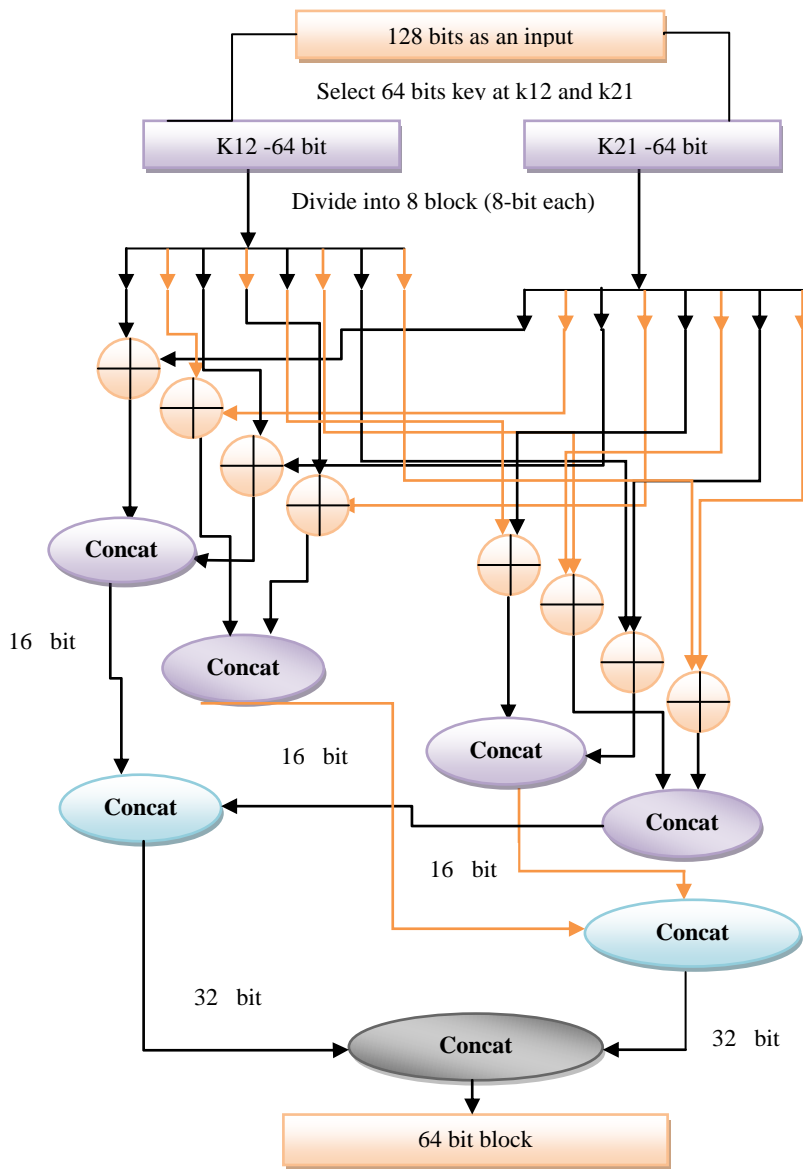 128 bits as an input
Select 64 bits key at k12 and k21
K12 -64 bit
K21 -64 bit
Divide into 8 block (8-bit each)
Concat
16 bit
Concat
Concat
16 bit
Concat
Concat
16 bit
Concat
32 bit
Concat
32 bit
64 bit block